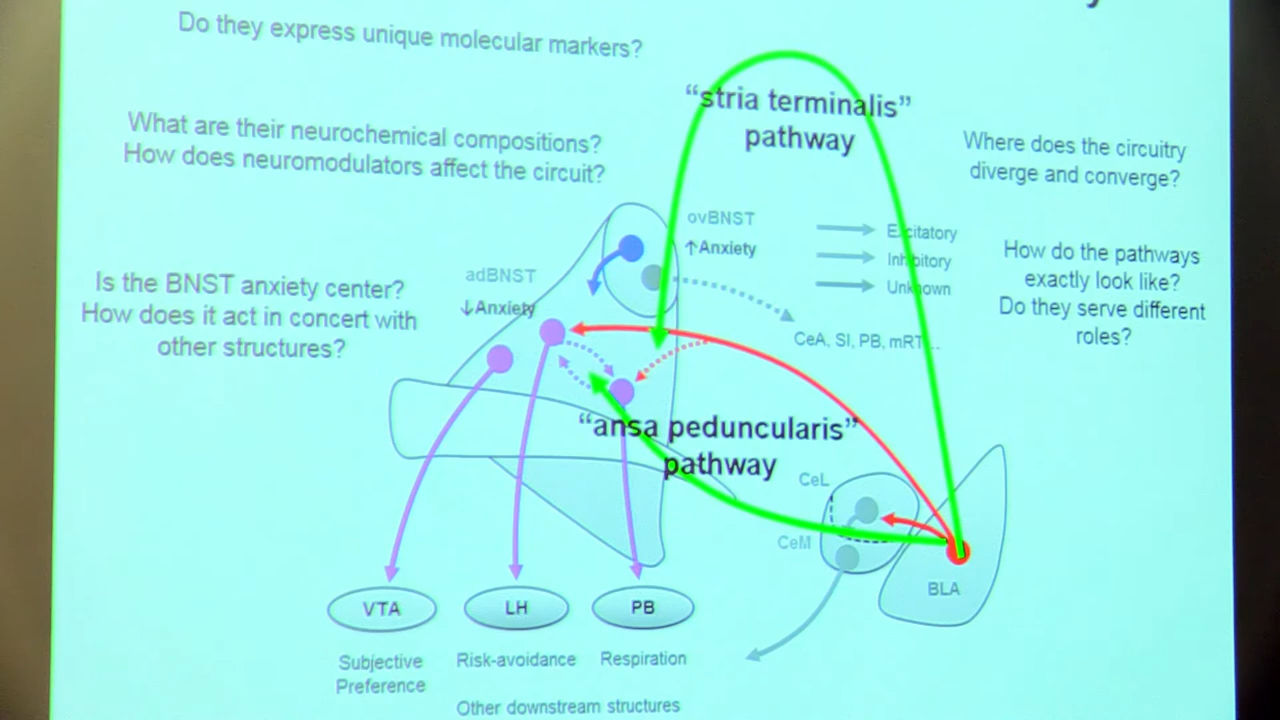 Do they express unique molecular markers?
"stria terminalis"
pathway
What are their neurochemical compositions?
How does neuromodulators affect the circuit?
Where does the circuitry
diverge and converge?
ovBNST
↑Anxiety
Excitatory
Inhibitory
Unknown
How do the pathways
exactly look like?
Do they serve different
roles?
adBNST
↓Anxiety
Is the BNST anxiety center?
How does it act in concert with
other structures?
CeA, SI, PB, mRT...
"ansa peduncularis"
pathway
CeL
CeM
BLA
VTA
LH
PB
Subjective
Preference
Risk-avoidance
Respiration
Other downstream structures